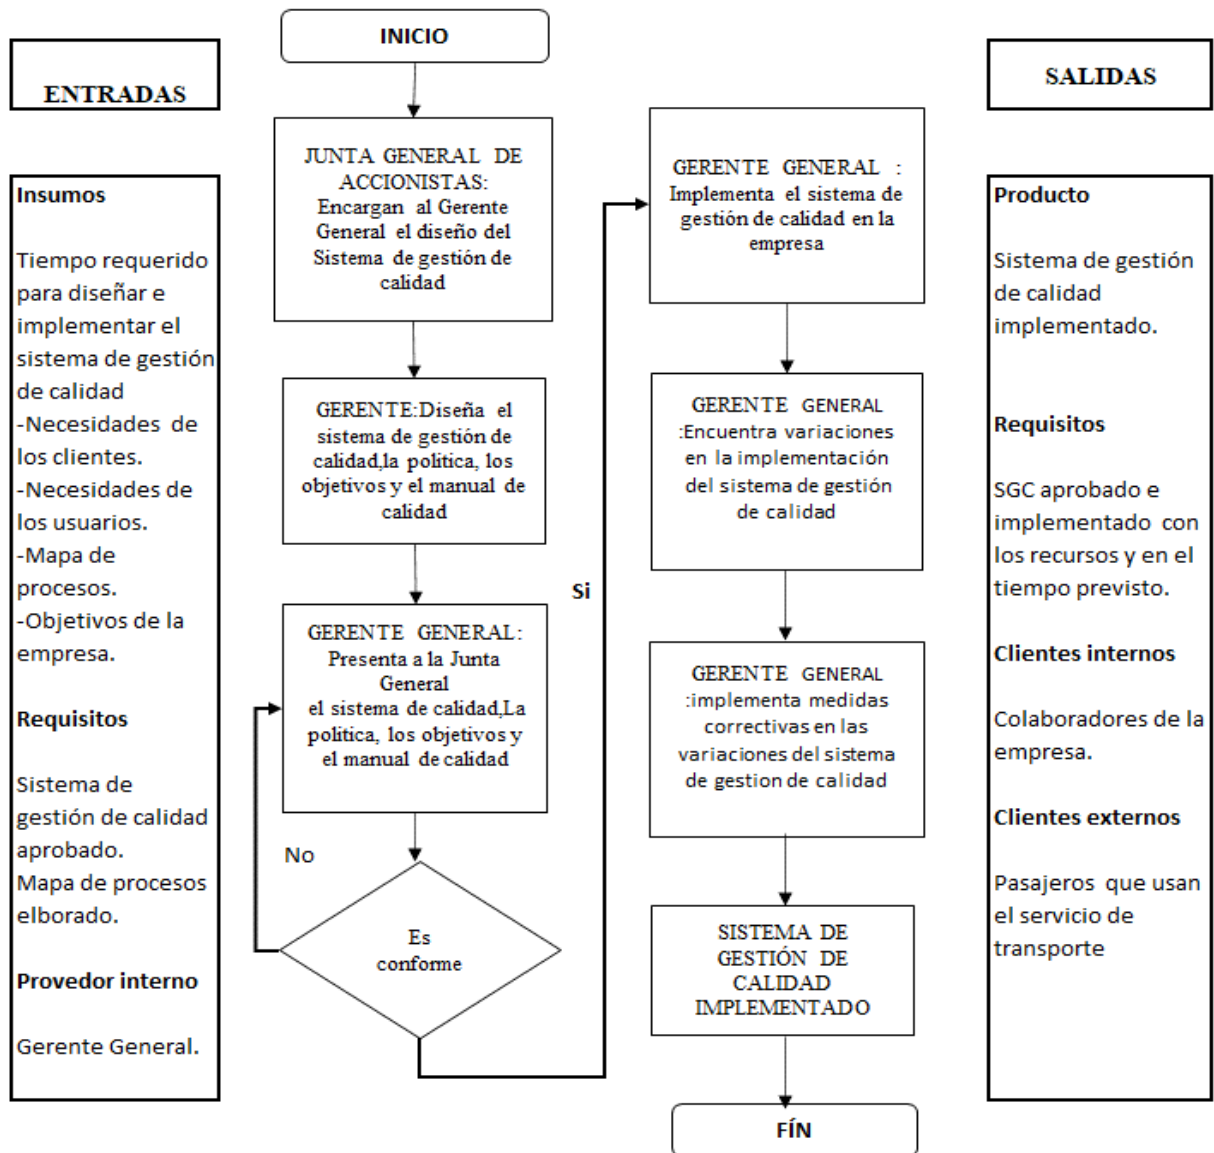 ENTRADAS
Insumos
Tiempo requerido
para diseñar e
implementar el
sistema de gestión
de calidad
-Necesidades de
los clientes.
-Necesidades de
los usuarios.
-Mapa de
procesos.
-Objetivos de la
empresa.
Requisitos
Sistema de
gestión de calidad
aprobado.
Mapa de procesos
elborado.
Provedor interno
Gerente General.
INICIO
JUNTA GENERAL DE
ACCIONISTAS:
Encargan al Gerente
General el diseño del
Sistema de gestión de
calidad
GERENTE:Diseña el
sistema de gestión de
calidad,la política, los
objetivos y el manual de
calidad
GERENTE GENERAL:
Presenta a la Junta
General
el sistema de calidad,La
politica, los objetivos y
el manual de calidad
No
Es
conforme
Si
GERENTE GENERAL :
Implementa el sistema de
gestión de calidad en la
empresa
GERENTE GENERAL
:Encuentra variaciones
en la implementación
del sistema de gestión
de calidad
GERENTE GENERAL
:implementa medidas
correctivas en las
variaciones del sistema
de gestion de calidad
SISTEMA DE
GESTIÓN DE
CALIDAD
IMPLEMENTADO
FÍN
SALIDAS
Producto
Sistema de gestión
de calidad
implementado.
Requisitos
SGC aprobado e
implementado con
los recursos y en el
tiempo previsto.
Clientes internos
Colaboradores de la
empresa.
Clientes externos
Pasajeros que usan
el servicio de
transporte